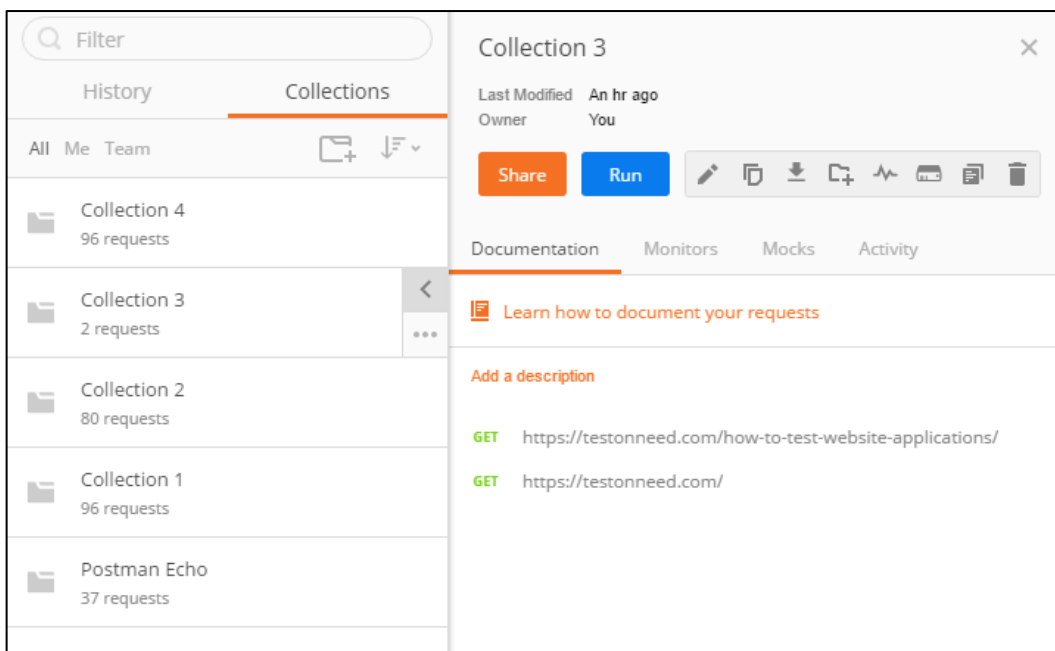 Filter
History Collections
All Me Team
Collection 4
96 requests
Collection 3
2 requests
Collection 2
80 requests
Collection 1
96 requests
Postman Echo
37 requests
Collection 3
Last Modified An hr ago
Owner You
Share Run
Documentation Monitors Mocks Activity
Learn how to document your requests
Add a description
GET https://testonneed.com/how-to-test-website-applications/
GET https://testonneed.com/